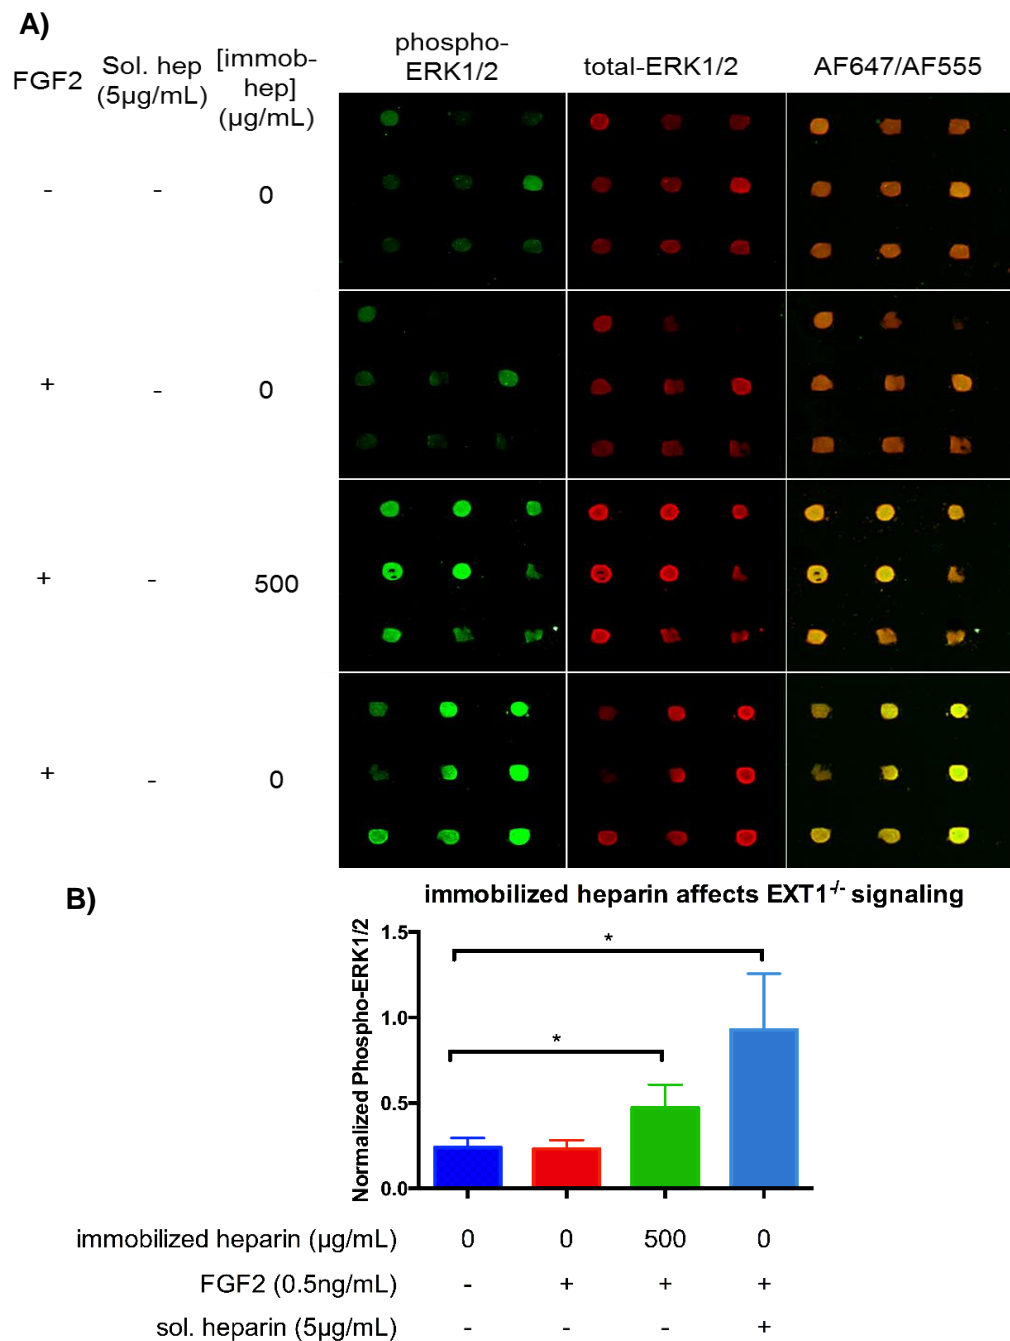 A)
FGF2 Sol. hep (5µg/mL) [immob-hep] (µg/mL) phospho-ERK1/2 total-ERK1/2 AF647/AF555
- - 0
+ - 0
+ - 500
+ - 0
B)
immobilized heparin affects EXT1-/- signaling
Normalized Phospho-ERK1/2
1.5
1.0
0.5
0.0
*
*
immobilized heparin (µg/mL) 0 0 500 0
FGF2 (0.5ng/mL) - + + +
sol. heparin (5µg/mL) - - - +